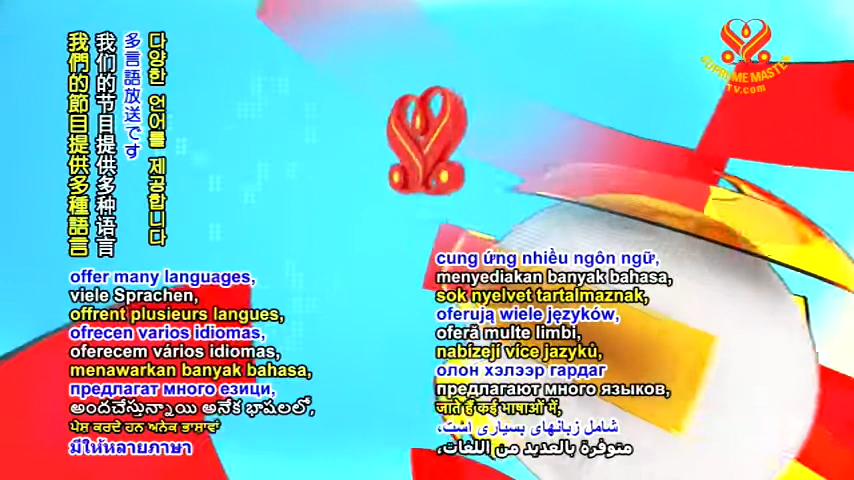 我們的節目提供多種語言
我们的节目提供多种语言
多言語放送です
다양한 언어를 제공합니다
offer many languages,
viele Sprachen,
offrent plusieurs langues,
ofrecen varios idiomas,
oferecem vários idiomas,
menawarkan banyak bahasa,
предлагат много езици,
అందచేస్తున్నాయి అనేక భాషలలో,
ਪੇਸ਼ ਕਰਦੇ ਹਨ ਅਨੇਕ ਭਾਸ਼ਾਵਾਂ
มีให้หลายภาษา
cung ứng nhiều ngôn ngữ,
menyediakan banyak bahasa,
sok nyelvet tartalmaznak,
oferują wiele języków,
oferă multe limbi,
nabízejí více jazyků,
олон хэлээр гардаг
предлагают много языков,
जाते हैं कई भाषाओं में,
شامل زبانهای بسیاری است،
متوفرة بالعديد من اللغات،
SUPREME MASTER
TV.com